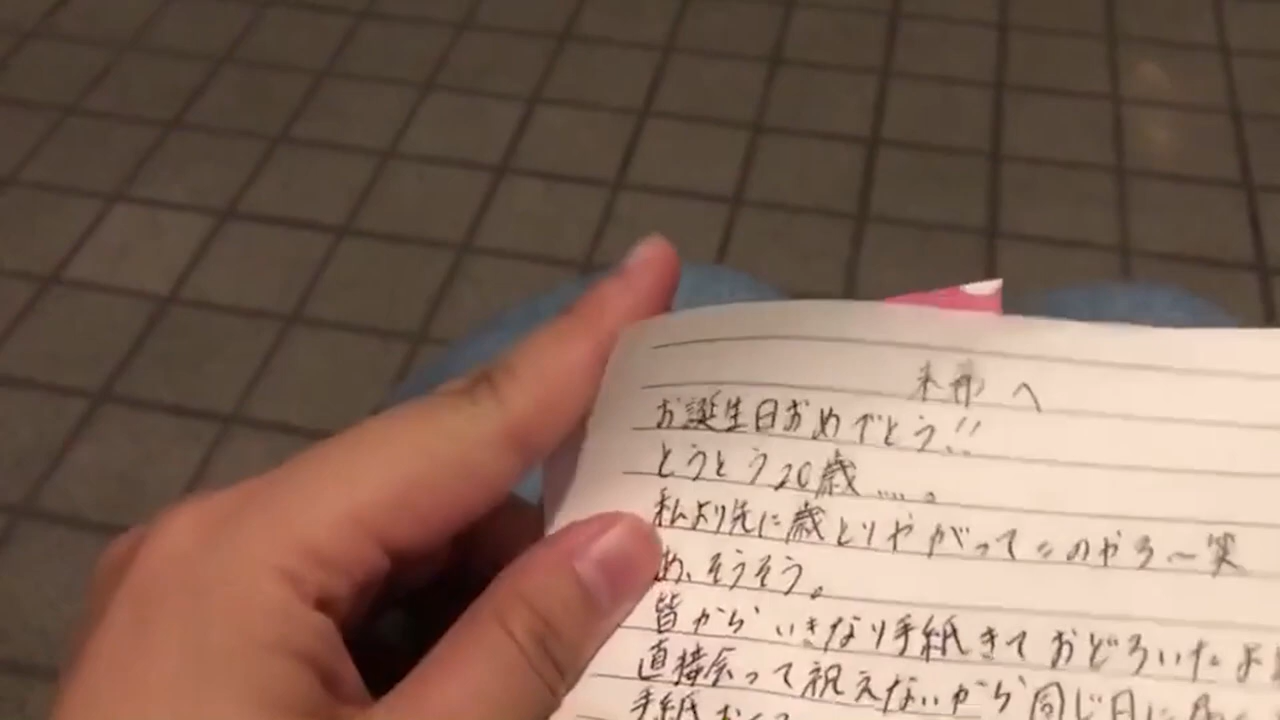 へ
お誕生日おめでとう!!
とうとう20歳....。
私より先に歳とりやがってこのやろ〜笑
あ、そうそう。
皆からいきなり手紙きておどろいたよ
直接会って祝えないから同じ日に
手紙